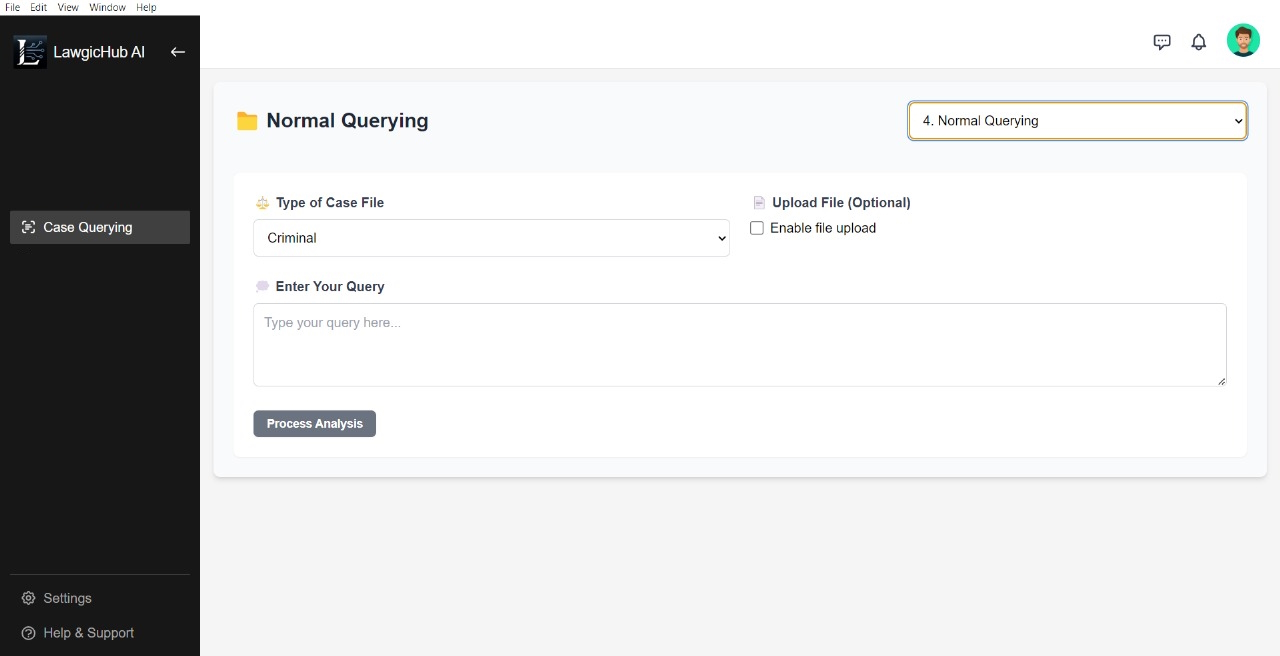 File Edit View Window Help
LawgicHub AI
Normal Querying
4. Normal Querying
Type of Case File
Upload File (Optional)
Criminal
Enable file upload
Case Querying
Enter Your Query
Type your query here...
Process Analysis
Settings
Help & Support